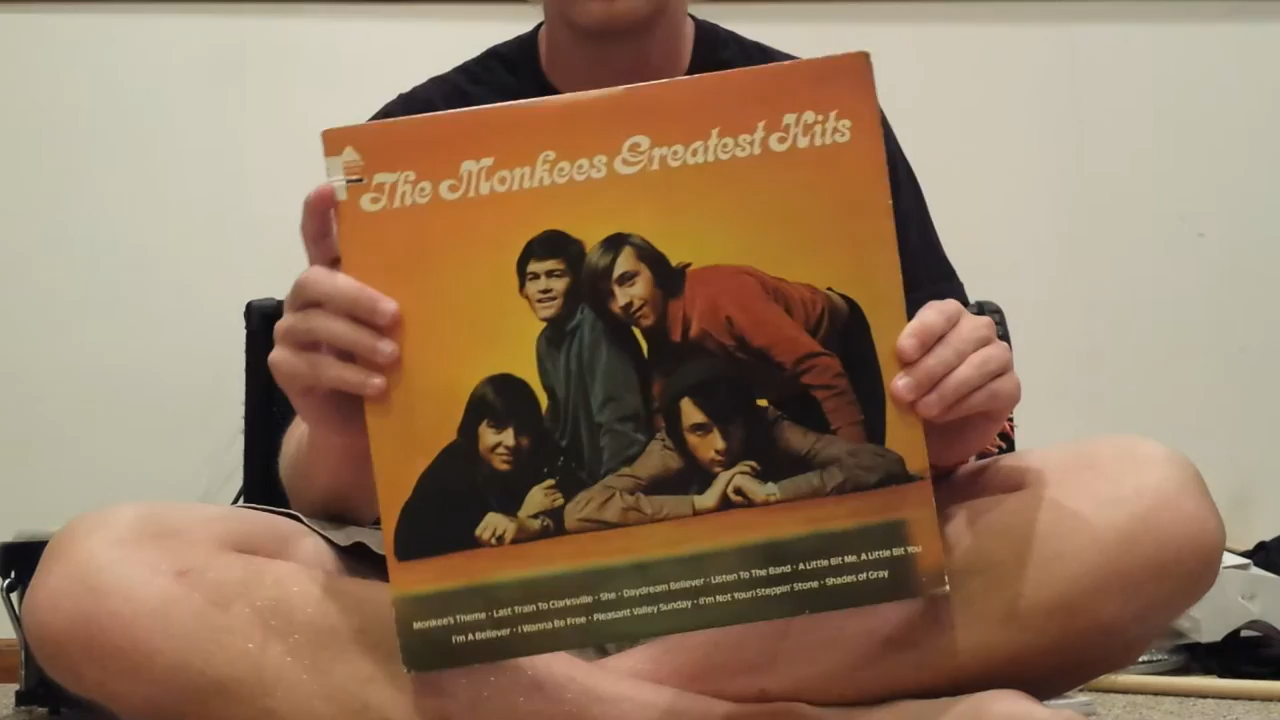 The Monkees Greatest Hits
Monkee's Theme • Last Train To Clarksville • She • Daydream Believer • Listen To The Band • A Little Bit Me, A Little Bit You
I'm A Believer • I Wanna Be Free • Pleasant Valley Sunday • (I'm Not Your) Steppin' Stone • Shades of Gray